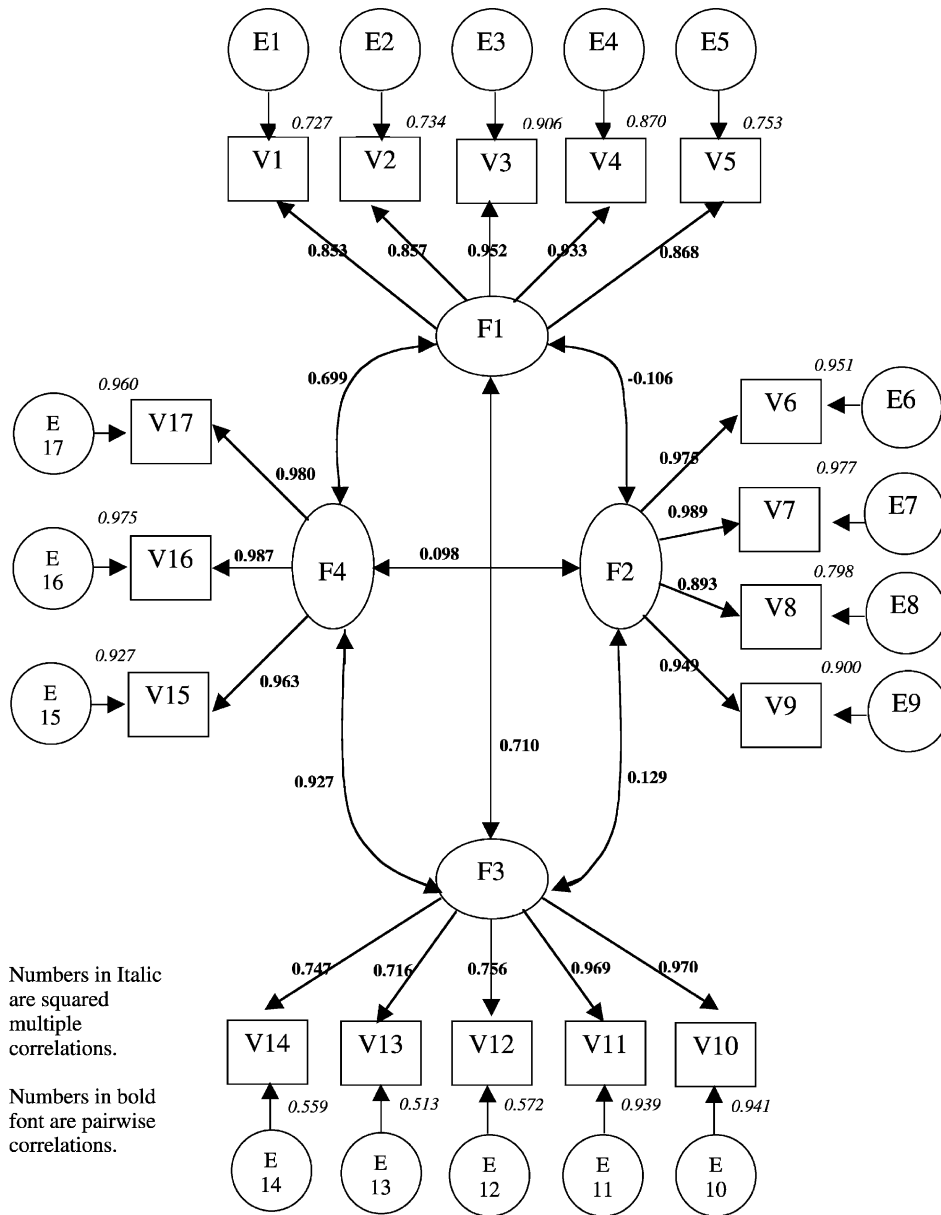 E1 E2 E3 E4 E5
0.727 0.734 0.906 0.870 0.753
V1 V2 V3 V4 V5
0.853 0.857 0.952 0.933 0.868
F1
0.699 -0.106
0.960 0.951
E
17
V17 V6 E6
0.980 0.975
0.975 0.977
E
16
V16 0.987 F4 0.098 F2 0.989 V7 E7
0.893 0.798
V8 E8
0.927 0.900
E
15
V15 0.963 0.949 V9 E9
0.710
0.927 0.129
F3
0.747 0.716 0.756 0.969 0.970
Numbers in Italic
are squared
multiple
correlations.
V14 V13 V12 V11 V10
Numbers in bold
font are pairwise
correlations.
0.559 0.513 0.572 0.939 0.941
E
14
E
13
E
12
E
11
E
10